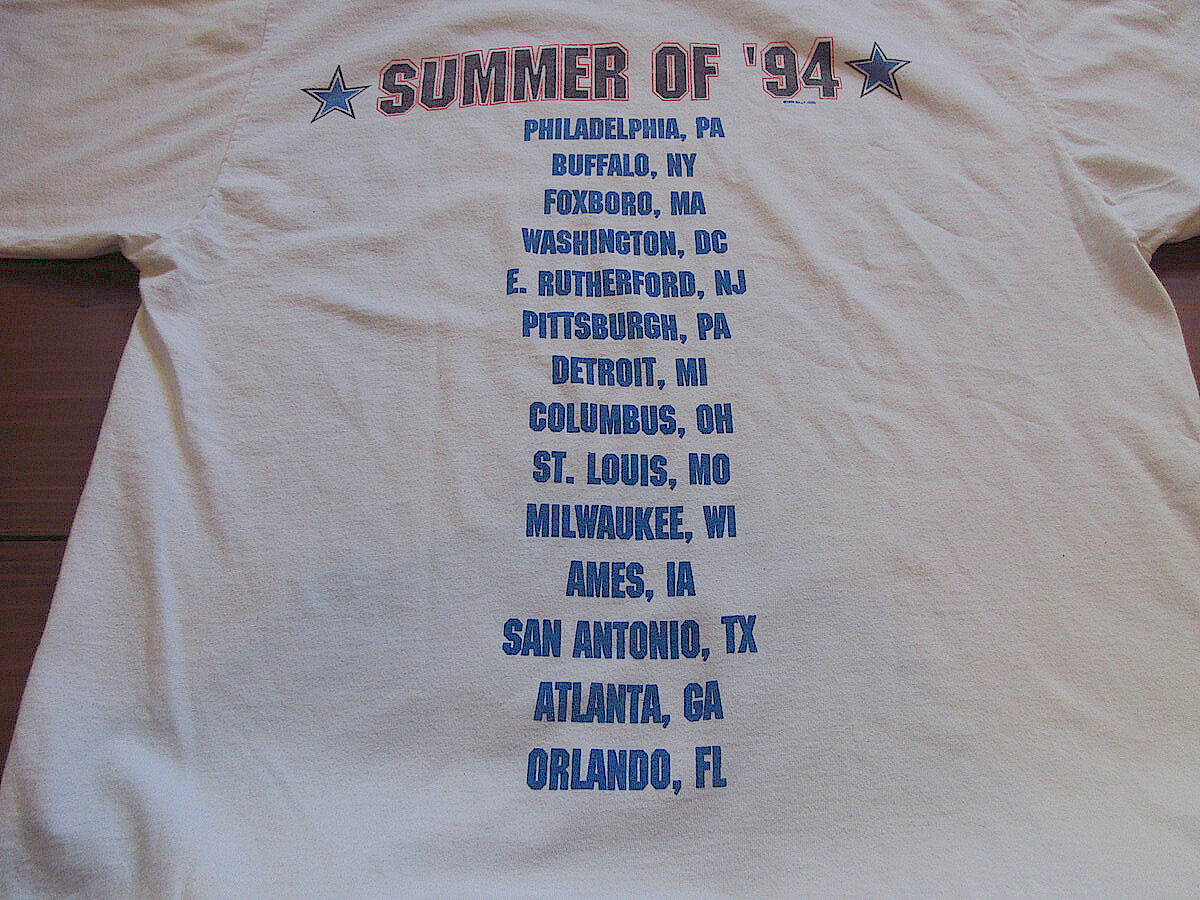 SUMMER OF '94
PHILADELPHIA, PA
BUFFALO, NY
FOXBORO, MA
WASHINGTON, DC
E. RUTHERFORD, NJ
PITTSBURGH, PA
DETROIT, MI
COLUMBUS, OH
ST. LOUIS, MO
MILWAUKEE, WI
AMES, IA
SAN ANTONIO, TX
ATLANTA, GA
ORLANDO, FL